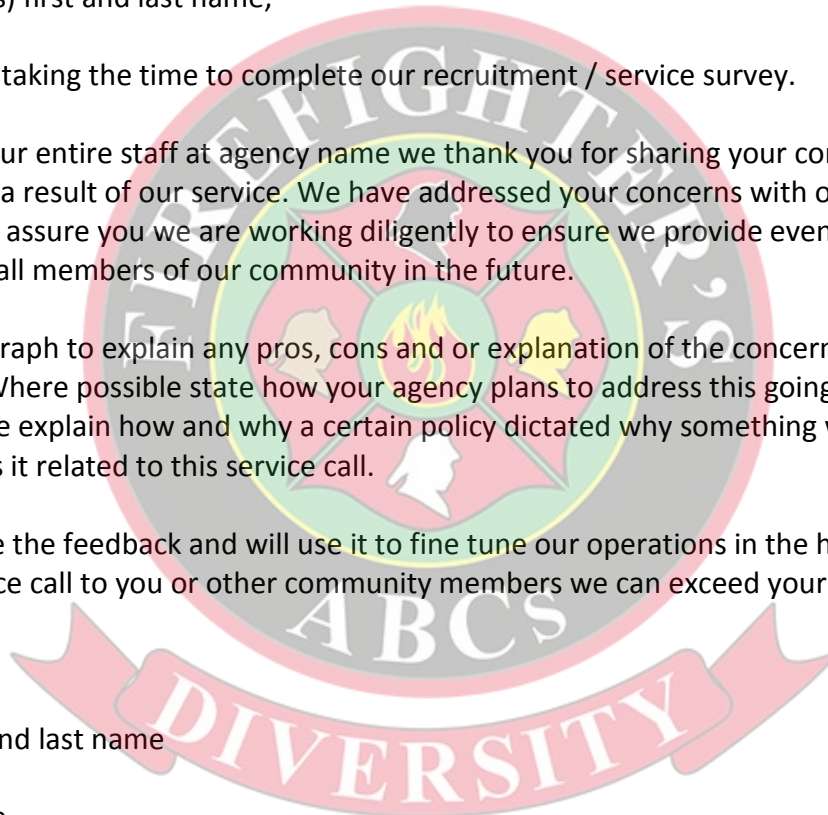 s) first and last name,
taking the time to complete our recruitment / service survey.
ur entire staff at agency name we thank you for sharing your co
a result of our service. We have addressed your concerns with o
assure you we are working diligently to ensure we provide even
all members of our community in the future.
raph to explain any pros, cons and or explanation of the concern
Where possible state how your agency plans to address this going
e explain how and why a certain policy dictated why something
s it related to this service call.
e the feedback and will use it to fine tune our operations in the h
ce call to you or other community members we can exceed your
nd last name
FIREFIGHTER'S
ABCs
DIVERSITY